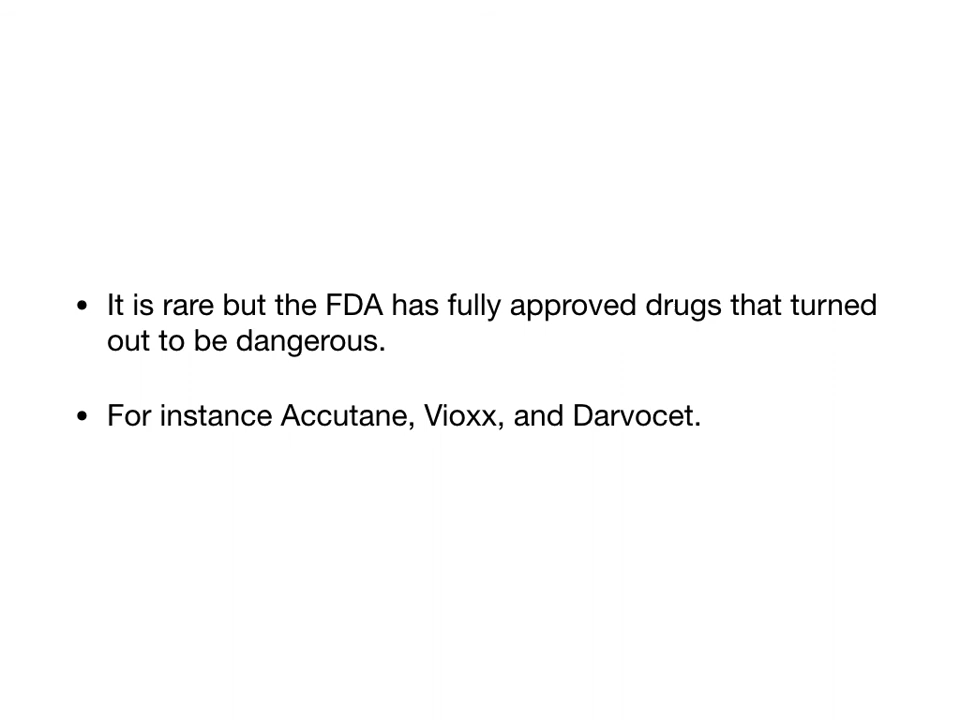 • It is rare but the FDA has fully approved drugs that turned
out to be dangerous.
• For instance Accutane, Vioxx, and Darvocet.